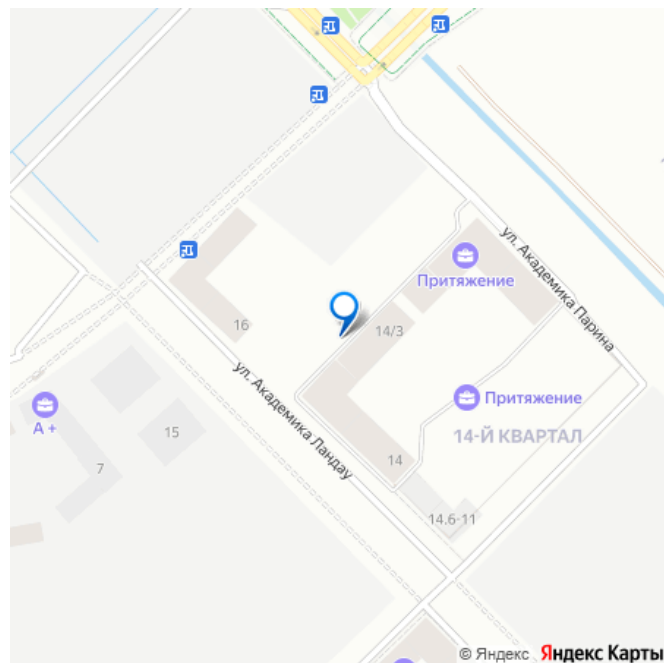 ул. Академика Парина
Притяжение
14/3
16
ул. Академика Ландау
Притяжение
А +
15
14-Й КВАРТАЛ
7
14
14.6-11
© Яндекс Яндекс Карты